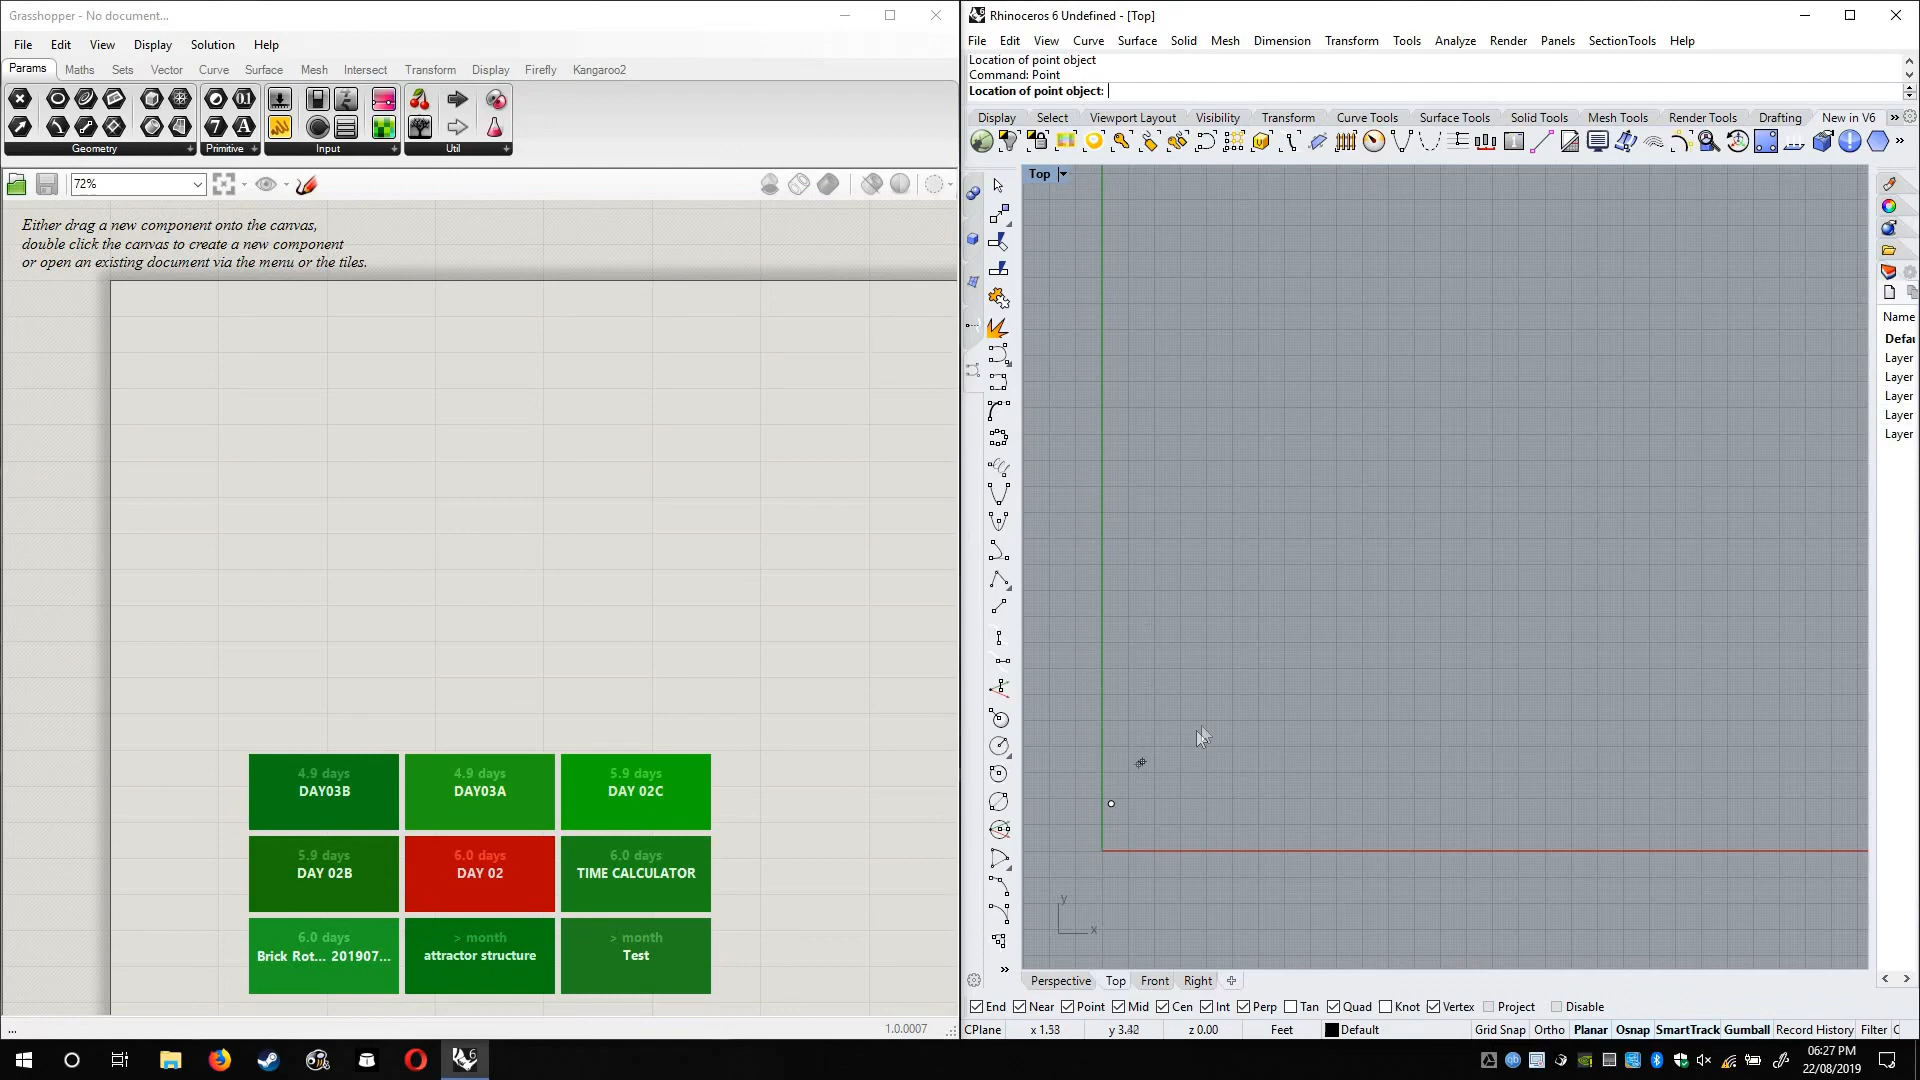 Grasshopper - No document...
File Edit View Display Solution Help
Params Maths Sets Vector Curve Surface Mesh Intersect Transform Display Firefly Kangaroo2
Geometry Primitive Input Util
72%
Either drag a new component onto the canvas,
double click the canvas to create a new component
or open an existing document via the menu or the tiles.
4.9 days 4.9 days 5.9 days
DAY03B DAY03A DAY 02C
5.9 days 6.0 days 6.0 days
DAY 02B DAY 02 TIME CALCULATOR
6.0 days > month > month
Brick Rot... 201907... attractor structure Test
... 1.0.0007
Rhinoceros 6 Undefined - [Top]
File Edit View Curve Surface Solid Mesh Dimension Transform Tools Analyze Render Panels SectionTools Help
Location of point object
Command: Point
Location of point object:
Display Select Viewport Layout Visibility Transform Curve Tools Surface Tools Solid Tools Mesh Tools Render Tools Drafting New in V6
Top
Name
Defau
Layer
Layer
Layer
Layer
Layer
y
x
Perspective Top Front Right
End Near Point Mid Cen Int Perp Tan Quad Knot Vertex Project Disable
CPlane x 1.53 y 3.42 z 0.00 Feet Default Grid Snap Ortho Planar Osnap SmartTrack Gumball Record History Filter C
06:27 PM
22/08/2019